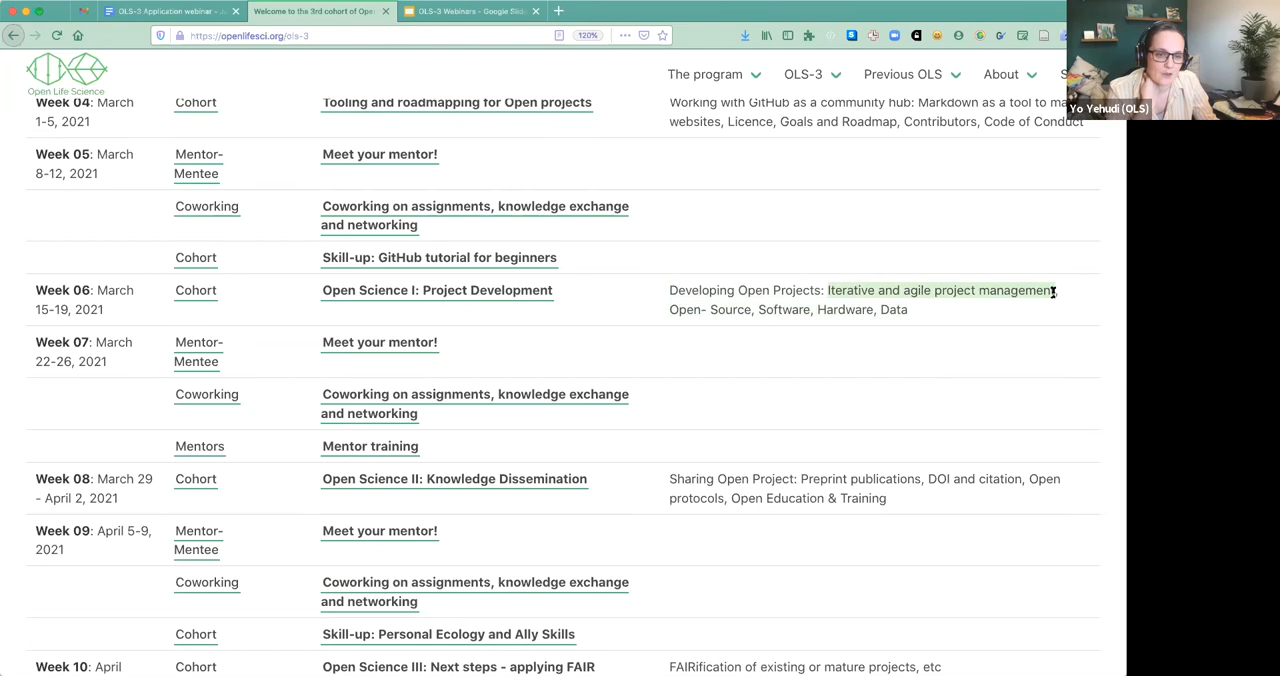 OLS-3 Application webinar –
Welcome to the 3rd cohort of Ope
OLS-3 Webinars – Google Slid
https://openlifesci.org/ols-3
120%
The program
OLS-3
Previous OLS
About
Open Life Science
Yo Yehudi (OLS)
Week 04: March
1-5, 2021
Cohort
Tooling and roadmapping for Open projects
Working with GitHub as a community hub: Markdown as a tool to ma
websites, Licence, Goals and Roadmap, Contributors, Code of Conduct
Week 05: March
8-12, 2021
Mentor-
Mentee
Meet your mentor!
Coworking
Coworking on assignments, knowledge exchange
and networking
Cohort
Skill-up: GitHub tutorial for beginners
Week 06: March
15-19, 2021
Cohort
Open Science I: Project Development
Developing Open Projects: Iterative and agile project management,
Open- Source, Software, Hardware, Data
Week 07: March
22-26, 2021
Mentor-
Mentee
Meet your mentor!
Coworking
Coworking on assignments, knowledge exchange
and networking
Mentors
Mentor training
Week 08: March 29
- April 2, 2021
Cohort
Open Science II: Knowledge Dissemination
Sharing Open Project: Preprint publications, DOI and citation, Open
protocols, Open Education & Training
Week 09: April 5-9,
2021
Mentor-
Mentee
Meet your mentor!
Coworking
Coworking on assignments, knowledge exchange
and networking
Cohort
Skill-up: Personal Ecology and Ally Skills
Week 10: April
Cohort
Open Science III: Next steps - applying FAIR
FAIRification of existing or mature projects, etc